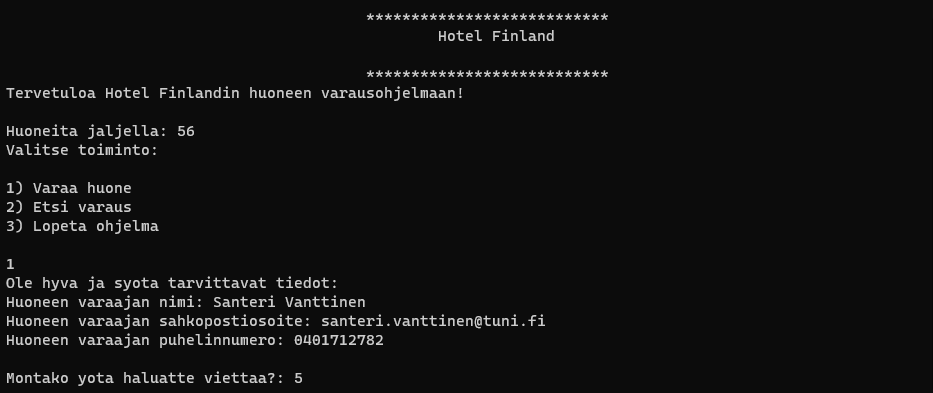 ***************************
Hotel Finland
***************************
Tervetuloa Hotel Finlandin huoneen varausohjelmaan!
Huoneita jaljella: 56
Valitse toiminto:
1) Varaa huone
2) Etsi varaus
3) Lopeta ohjelma
1
Ole hyva ja syota tarvittavat tiedot:
Huoneen varaajan nimi: Santeri Vanttinen
Huoneen varaajan sahkopostiosoite: santeri.vanttinen@tuni.fi
Huoneen varaajan puhelinnumero: 0401712782
Montako yota haluatte viettaa?: 5